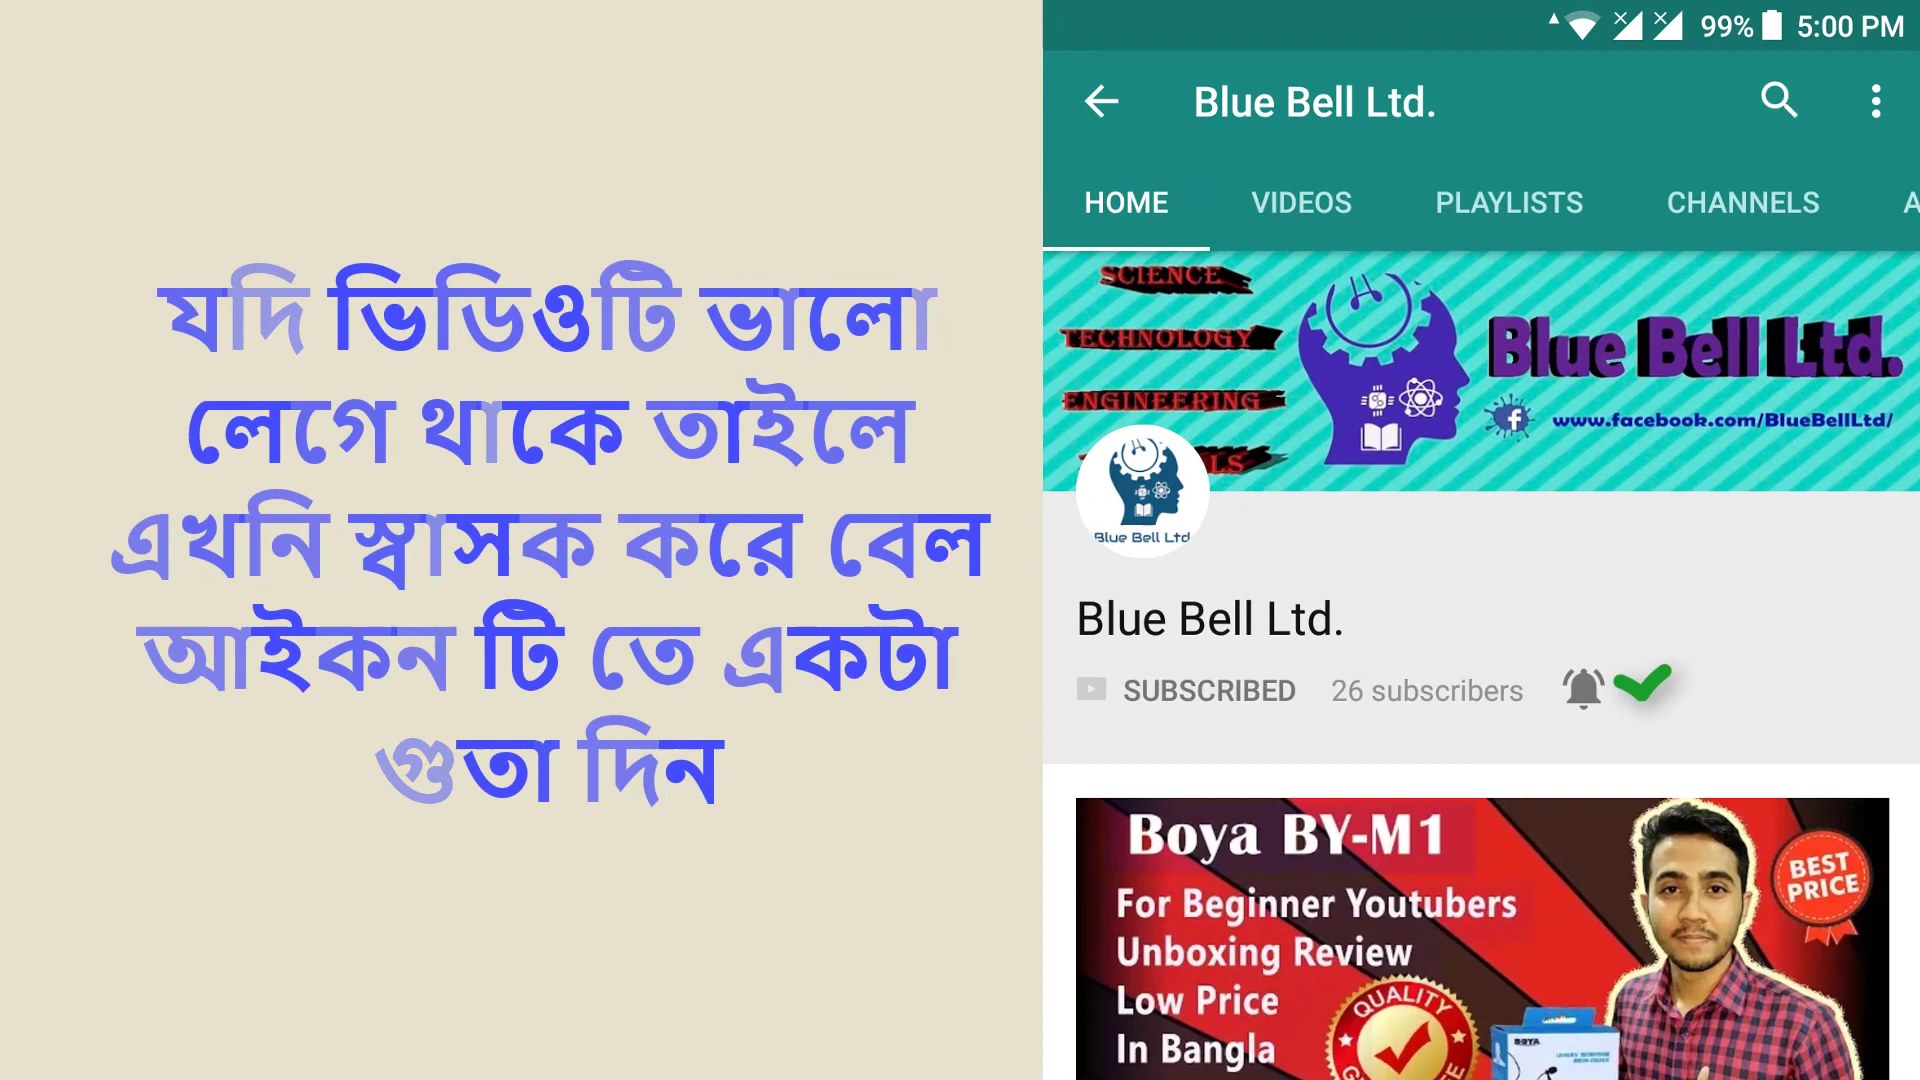 যদি ভিডিওটি ভালো
লেগে থাকে তাইলে
এখনি স্বাসক করে বেল
আইকন টি তে একটা
গুতা দিন
99% 5:00 PM
Blue Bell Ltd.
HOME VIDEOS PLAYLISTS CHANNELS A
SCIENCE
TECHNOLOGY
ENGINEERING
Blue Bell Ltd.
f www.facebook.com/BlueBellLtd/
Blue Bell Ltd
Blue Bell Ltd.
SUBSCRIBED 26 subscribers
Boya BY-M1
For Beginner Youtubers
Unboxing Review
Low Price
In Bangla
BEST
PRICE
QUALITY
BOYA